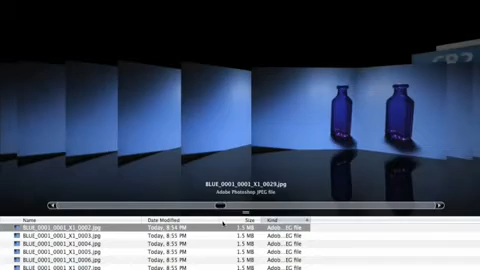 CR2
BLUE_0001_0001_X1_0029.jpg
Adobe Photoshop JPEG file
Name Date Modified Size Kind
BLUE_0001_0001_X1_0002.jpg Today, 8:54 PM 1.5 MB Adob...EG file
BLUE_0001_0001_X1_0003.jpg Today, 8:55 PM 1.5 MB Adob...EG file
BLUE_0001_0001_X1_0004.jpg Today, 8:55 PM 1.5 MB Adob...EG file
BLUE_0001_0001_X1_0005.jpg Today, 8:55 PM 1.5 MB Adob...EG file
BLUE_0001_0001_X1_0006.jpg Today, 8:55 PM 1.5 MB Adob...EG file
BLUE_0001_0001_X1_0007.jpg Today, 8:55 PM 1.5 MB Adob...EG file